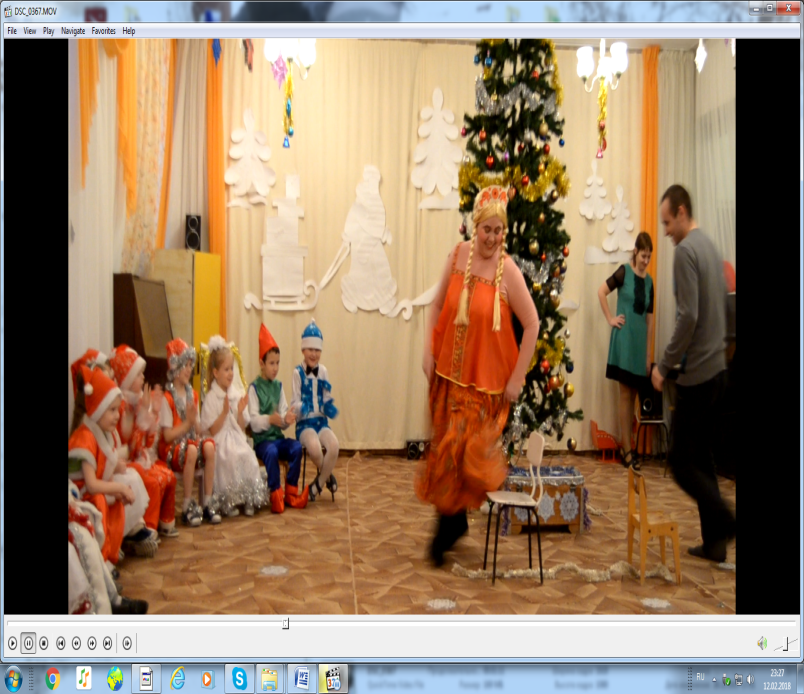 DSC_0367.MOV
File View Play Navigate Favorites Help
RU
23:27
12.02.2018